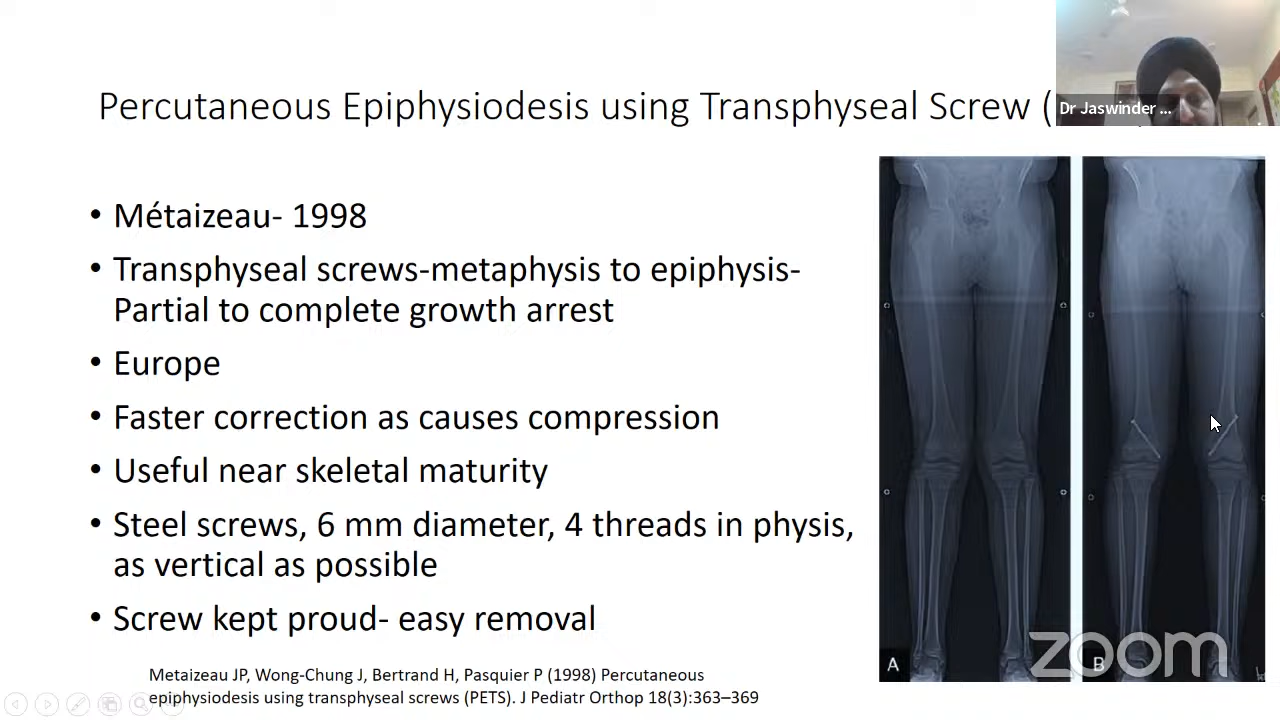 Percutaneous Epiphysiodesis using Transphyseal Screw (
Dr Jaswinder ...
• Métaizeau- 1998
• Transphyseal screws-metaphysis to epiphysis-
Partial to complete growth arrest
• Europe
• Faster correction as causes compression
• Useful near skeletal maturity
• Steel screws, 6 mm diameter, 4 threads in physis,
as vertical as possible
• Screw kept proud- easy removal
A
B
zoom
Metaizeau JP, Wong-Chung J, Bertrand H, Pasquier P (1998) Percutaneous
epiphysiodesis using transphyseal screws (PETS). J Pediatr Orthop 18(3):363–369